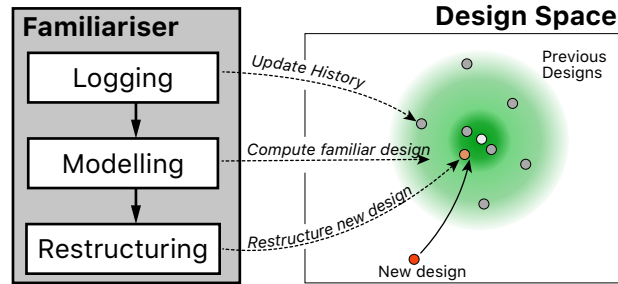 Familiariser
Logging
Modelling
Restructuring
Update History
Compute familiar design
Restructure new design
Design Space
Previous
Designs
New design